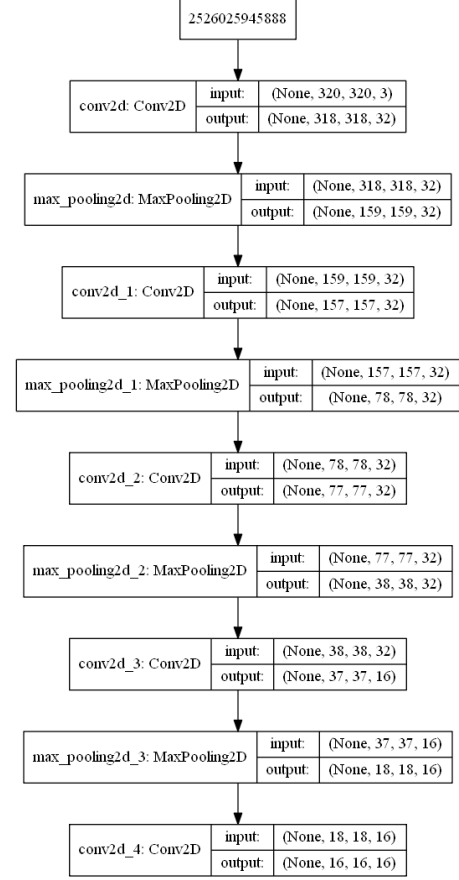 2526025945888
conv2d: Conv2D input: (None, 320, 320, 3)
output: (None, 318, 318, 32)
max_pooling2d: MaxPooling2D input: (None, 318, 318, 32)
output: (None, 159, 159, 32)
conv2d_1: Conv2D input: (None, 159, 159, 32)
output: (None, 157, 157, 32)
max_pooling2d_1: MaxPooling2D input: (None, 157, 157, 32)
output: (None, 78, 78, 32)
conv2d_2: Conv2D input: (None, 78, 78, 32)
output: (None, 77, 77, 32)
max_pooling2d_2: MaxPooling2D input: (None, 77, 77, 32)
output: (None, 38, 38, 32)
conv2d_3: Conv2D input: (None, 38, 38, 32)
output: (None, 37, 37, 16)
max_pooling2d_3: MaxPooling2D input: (None, 37, 37, 16)
output: (None, 18, 18, 16)
conv2d_4: Conv2D input: (None, 18, 18, 16)
output: (None, 16, 16, 16)